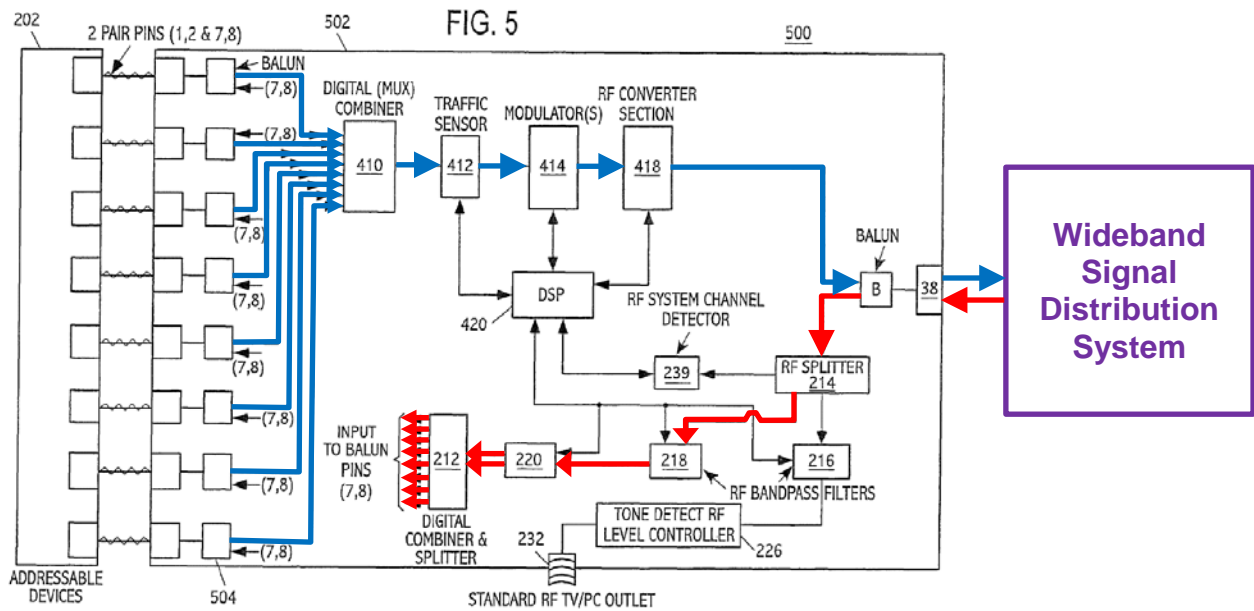 FIG. 5
202
2 PAIR PINS (1,2 & 7,8)
502
500
BALUN
(7,8)
(7,8)
(7,8)
(7,8)
(7,8)
(7,8)
(7,8)
(7,8)
DIGITAL (MUX)
COMBINER
410
TRAFFIC
SENSOR
412
MODULATOR(S)
414
RF CONVERTER
SECTION
418
BALUN
B
38
Wideband
Signal
Distribution
System
DSP
420
RF SYSTEM CHANNEL
DETECTOR
239
RF SPLITTER
214
INPUT
TO BALUN
PINS
(7,8)
212
220
218
216
RF BANDPASS FILTERS
DIGITAL
COMBINER &
SPLITTER
TONE DETECT RF
LEVEL CONTROLLER
226
232
STANDARD RF TV/PC OUTLET
ADDRESSABLE
DEVICES
504